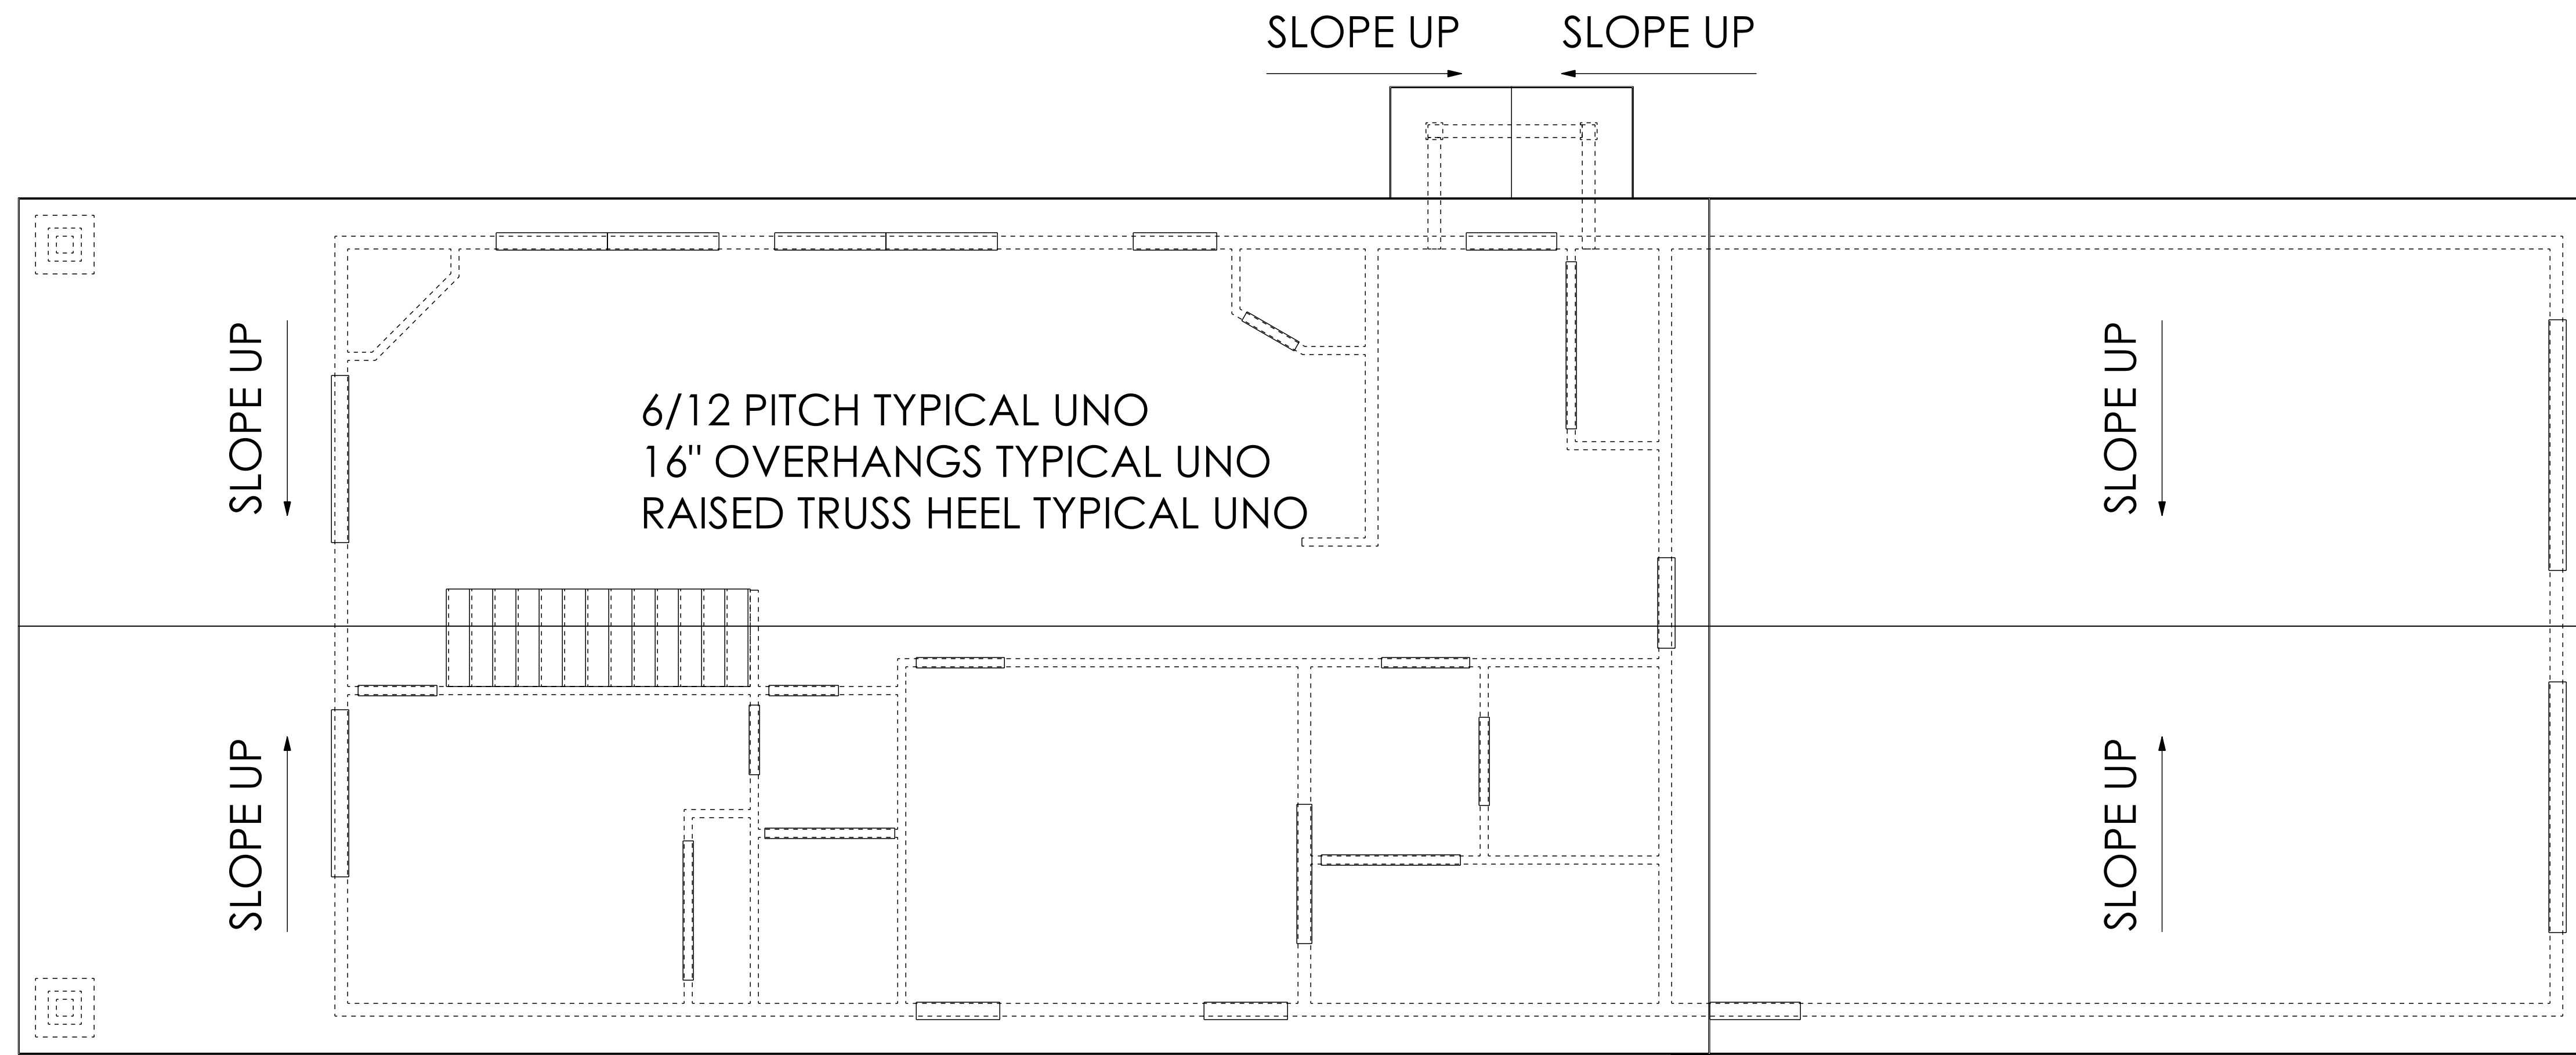 SLOPE UP
SLOPE UP
SLOPE UP
SLOPE UP
6/12 PITCH TYPICAL UNO
16" OVERHANGS TYPICAL UNO
RAISED TRUSS HEEL TYPICAL UNO
SLOPE UP
SLOPE UP